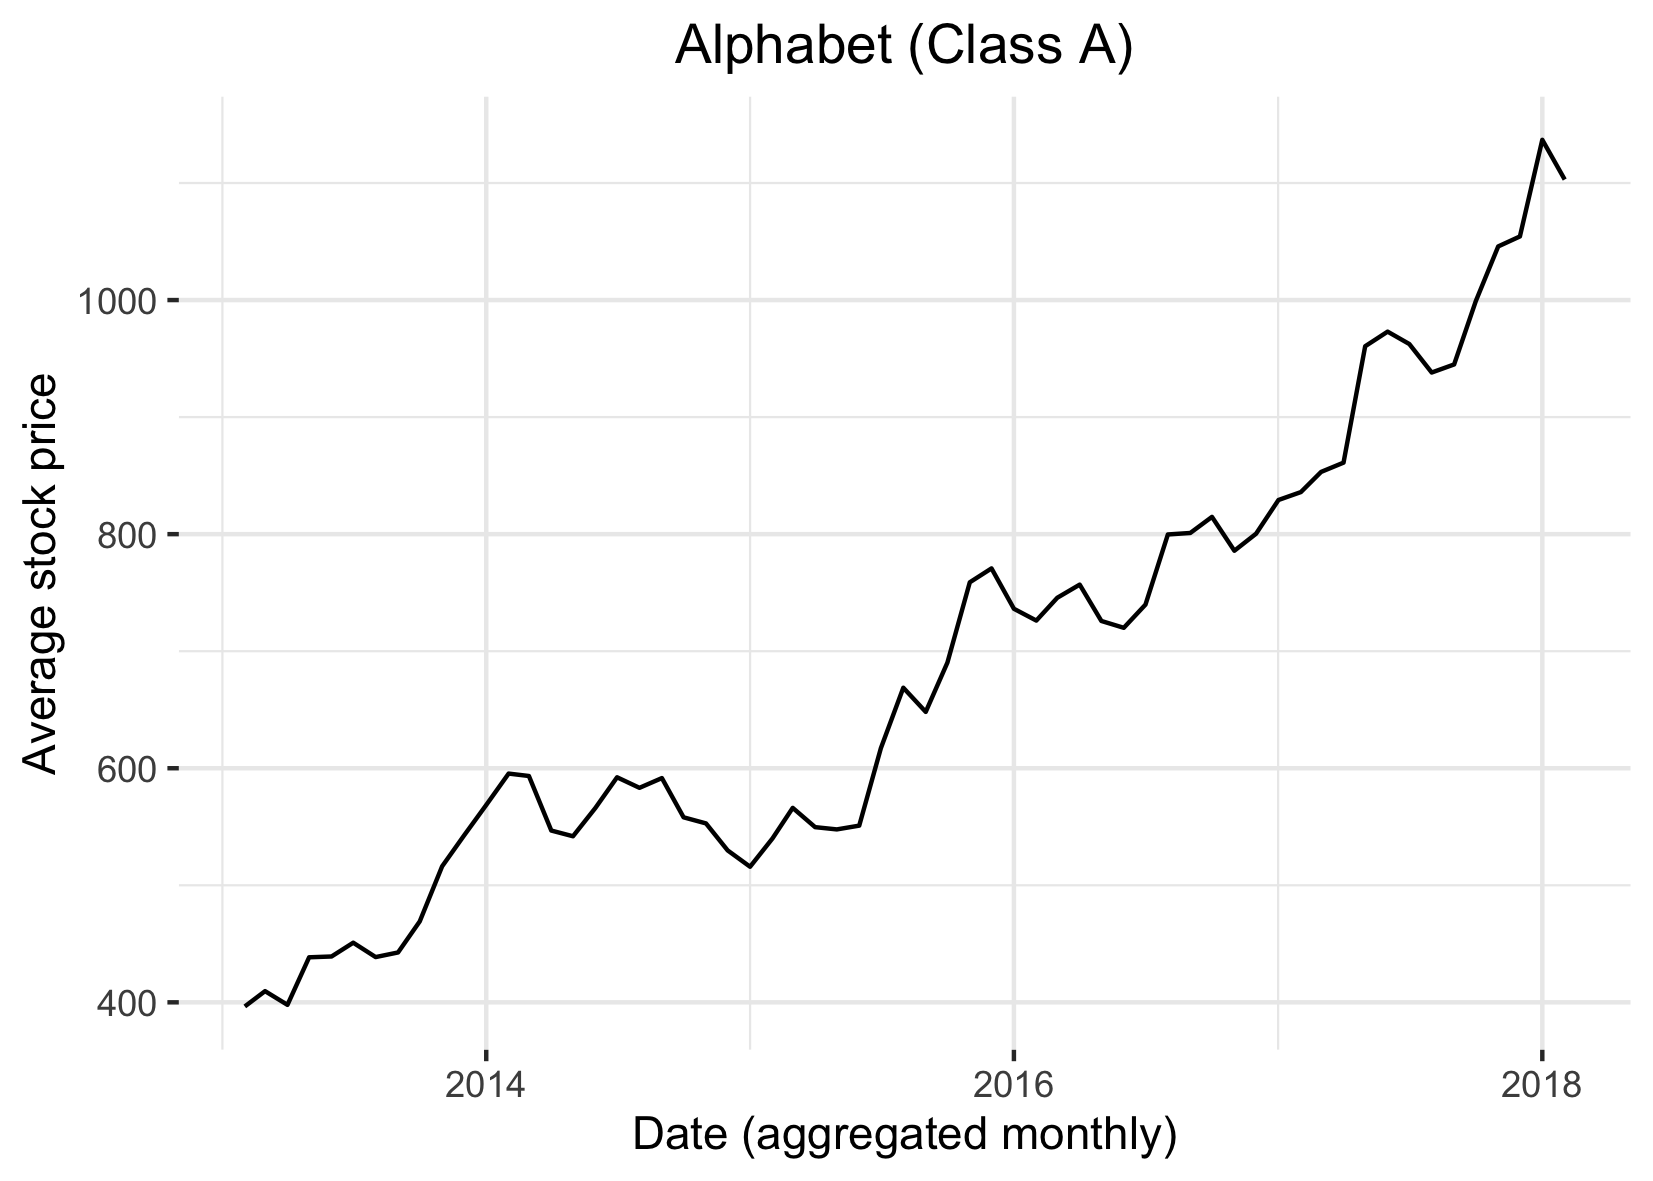 Alphabet (Class A)
Average stock price
1000
800
600
400
2014
2016
2018
Date (aggregated monthly)